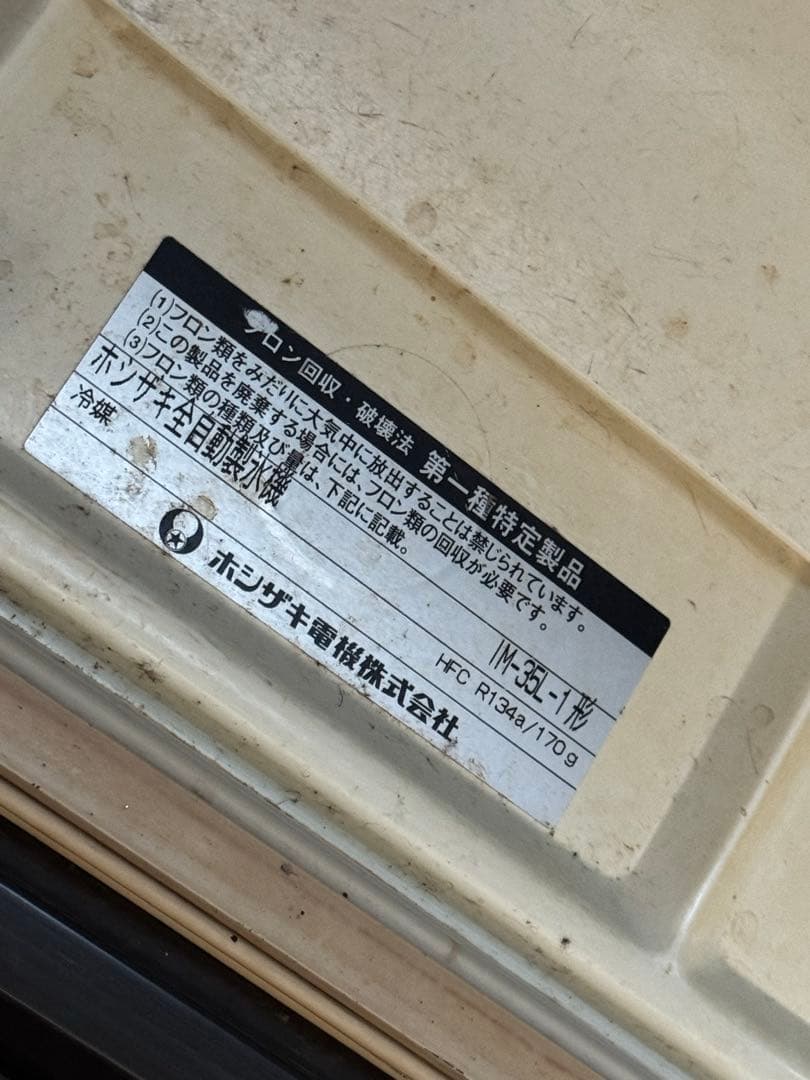 フロン回収・破壊法 第一種特定製品
(1)フロン類をみだりに大気中に放出することは禁じられています。
(2)この製品を廃棄する場合には、フロン類の回収が必要です。
(3)フロン類の種類及び量は、下記に記載。
ホシザキ全自動製氷機 IM-35L-1形
冷媒 HFC R134a/170g
ホシザキ電機株式会社